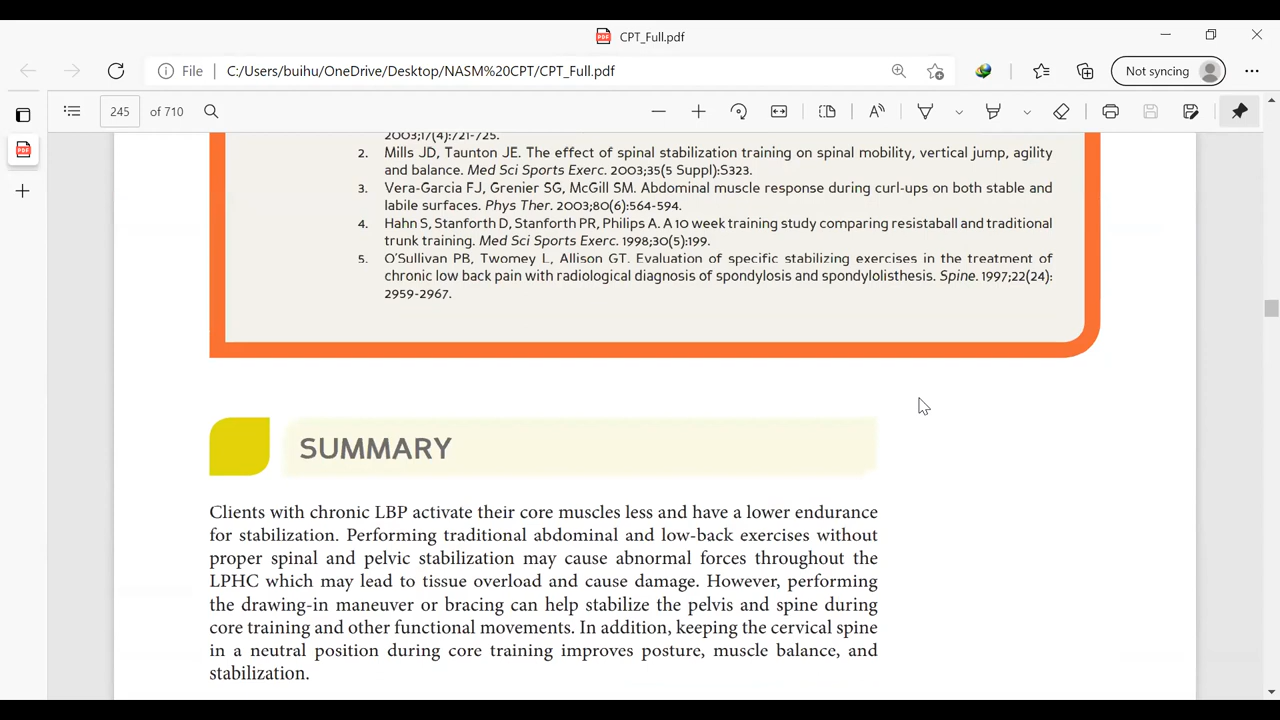 CPT_Full.pdf
File
C:/Users/buihu/OneDrive/Desktop/NASM%20CPT/CPT_Full.pdf
Not syncing
245 of 710
2003;17(4):721-725.
2. Mills JD, Taunton JE. The effect of spinal stabilization training on spinal mobility, vertical jump, agility
and balance. Med Sci Sports Exerc. 2003;35(5 Suppl):S323.
3. Vera-Garcia FJ, Grenier SG, McGill SM. Abdominal muscle response during curl-ups on both stable and
labile surfaces. Phys Ther. 2003;80(6):564-594.
4. Hahn S, Stanforth D, Stanforth PR, Philips A. A 10 week training study comparing resistaball and traditional
trunk training. Med Sci Sports Exerc. 1998;30(5):199.
5. O'Sullivan PB, Twomey L, Allison GT. Evaluation of specific stabilizing exercises in the treatment of
chronic low back pain with radiological diagnosis of spondylosis and spondylolisthesis. Spine. 1997;22(24):
2959-2967.
SUMMARY
Clients with chronic LBP activate their core muscles less and have a lower endurance
for stabilization. Performing traditional abdominal and low-back exercises without
proper spinal and pelvic stabilization may cause abnormal forces throughout the
LPHC which may lead to tissue overload and cause damage. However, performing
the drawing-in maneuver or bracing can help stabilize the pelvis and spine during
core training and other functional movements. In addition, keeping the cervical spine
in a neutral position during core training improves posture, muscle balance, and
stabilization.